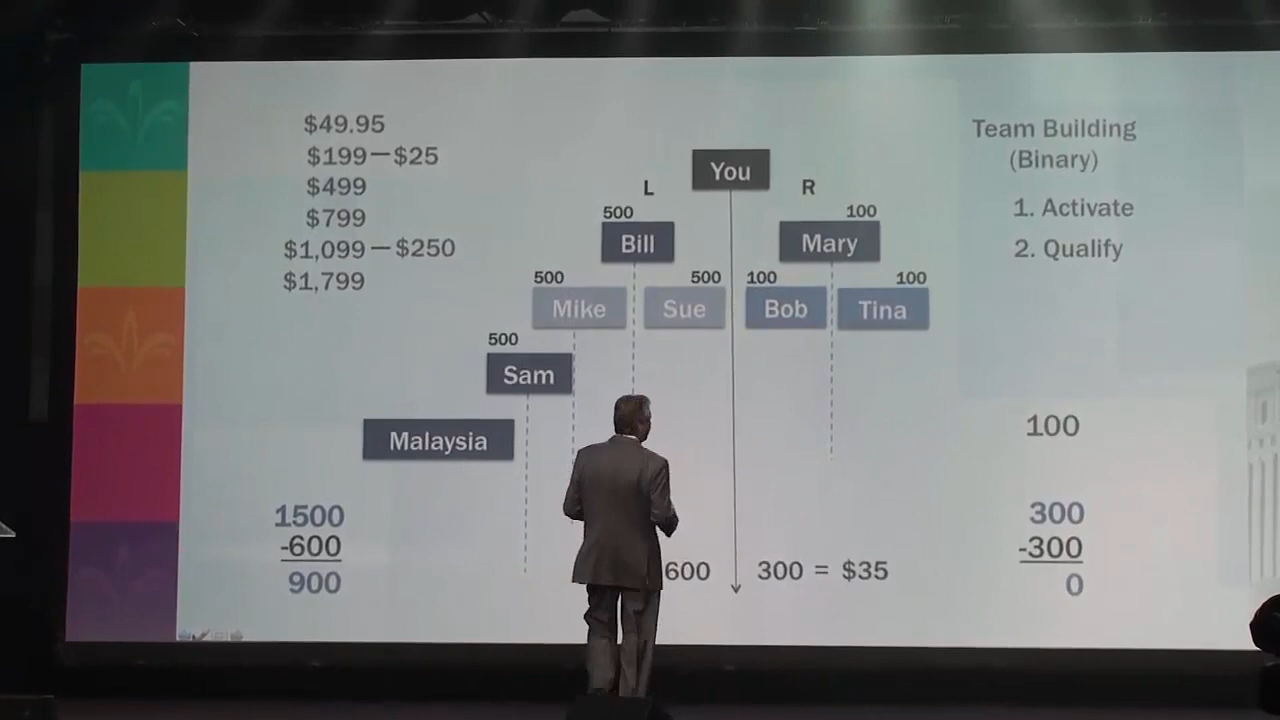 $49.95
$199—$25
$499
$799
$1,099—$250
$1,799
You
L R
500 100
Bill Mary
500 500 100 100
Mike Sue Bob Tina
500
Sam
Malaysia
1500
-600
900
600 300 = $35
Team Building
(Binary)
1. Activate
2. Qualify
100
300
-300
0